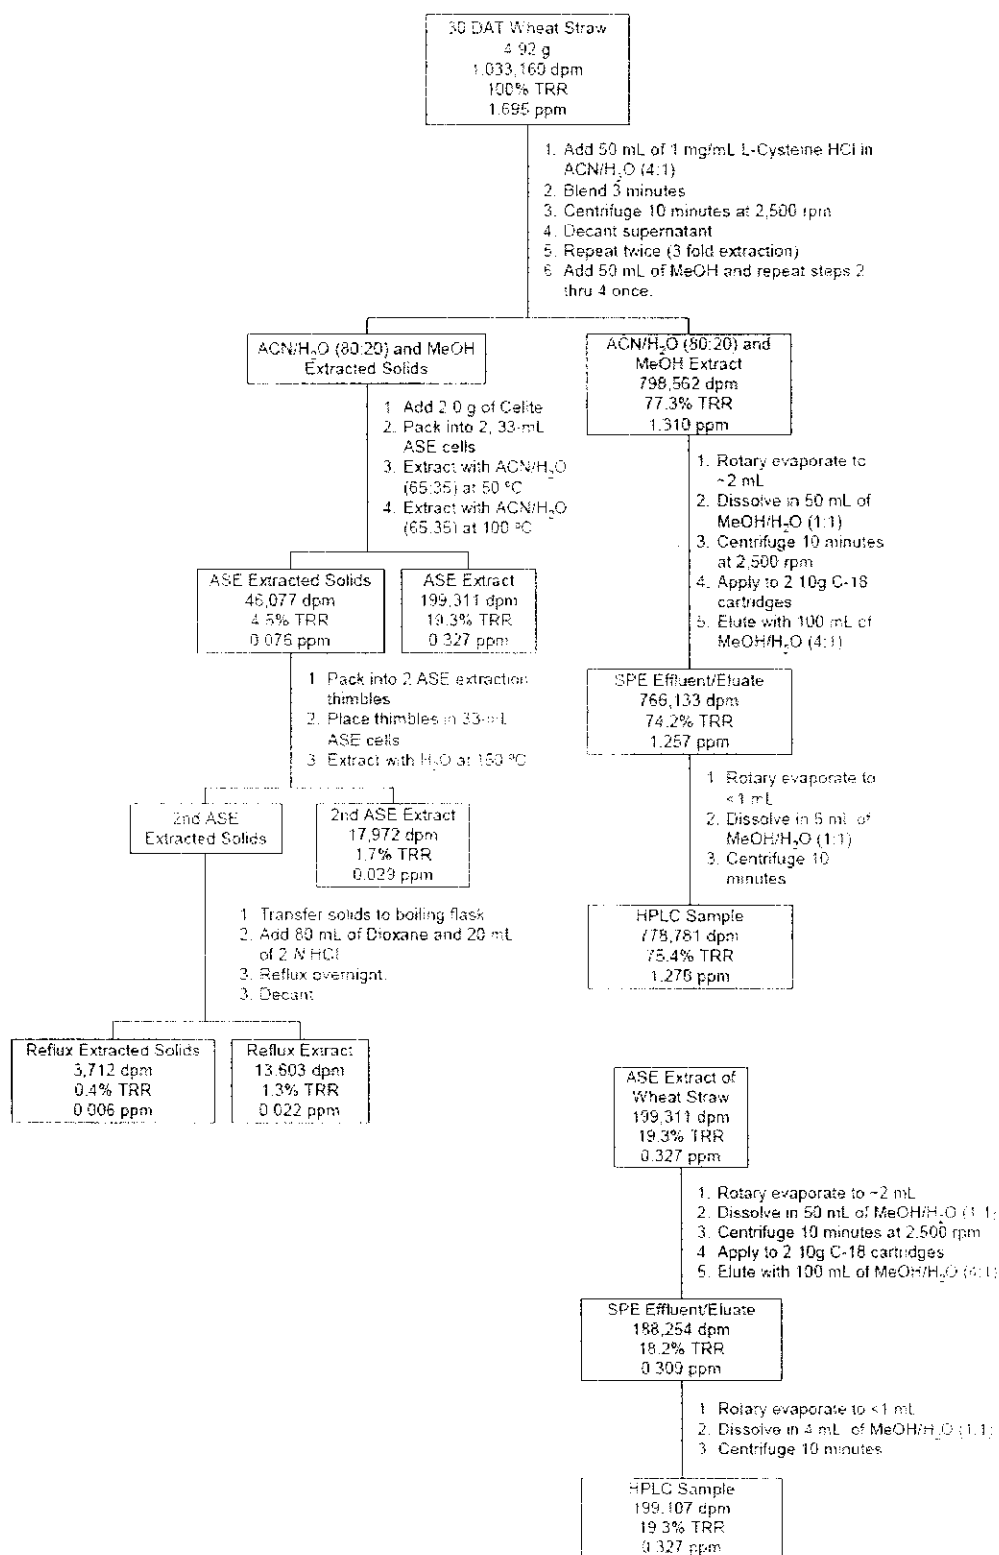 30 DAT Wheat Straw
4.92 g
1,033,160 dpm
100% TRR
1.695 ppm
1. Add 50 mL of 1 mg/mL L-Cysteine HCl in
ACN/H2O (4:1)
2. Blend 3 minutes
3. Centrifuge 10 minutes at 2,500 rpm
4. Decant supernatant
5. Repeat twice (3 fold extraction)
6. Add 50 mL of MeOH and repeat steps 2
thru 4 once.
ACN/H2O (80:20) and MeOH
Extracted Solids
ACN/H2O (80:20) and
MeOH Extract
798,562 dpm
77.3% TRR
1.310 ppm
1. Add 2.0 g of Celite
2. Pack into 2, 33-mL
ASE cells
3. Extract with ACN/H2O
(65:35) at 50 ºC
4. Extract with ACN/H2O
(65:35) at 100 ºC
1. Rotary evaporate to
~2 mL
2. Dissolve in 50 mL of
MeOH/H2O (1:1)
3. Centrifuge 10 minutes
at 2,500 rpm
4. Apply to 2 10g C-18
cartridges
5. Elute with 100 mL of
MeOH/H2O (4:1)
ASE Extracted Solids
46,077 dpm
4.5% TRR
0.076 ppm
ASE Extract
199,311 dpm
19.3% TRR
0.327 ppm
1. Pack into 2 ASE extraction
thimbles
2. Place thimbles in 33-mL
ASE cells
3. Extract with H2O at 150 ºC
SPE Effluent/Eluate
766,133 dpm
74.2% TRR
1.257 ppm
1. Rotary evaporate to
<1 mL
2. Dissolve in 5 mL of
MeOH/H2O (1:1)
3. Centrifuge 10
minutes
2nd ASE
Extracted Solids
2nd ASE Extract
17,972 dpm
1.7% TRR
0.029 ppm
1. Transfer solids to boiling flask
2. Add 80 mL of Dioxane and 20 mL
of 2 N HCl
3. Reflux overnight.
3. Decant
HPLC Sample
778,781 dpm
75.4% TRR
1.278 ppm
Reflux Extracted Solids
3,712 dpm
0.4% TRR
0.006 ppm
Reflux Extract
13,603 dpm
1.3% TRR
0.022 ppm
ASE Extract of
Wheat Straw
199,311 dpm
19.3% TRR
0.327 ppm
1. Rotary evaporate to ~2 mL
2. Dissolve in 50 mL of MeOH/H2O (1:1)
3. Centrifuge 10 minutes at 2,500 rpm
4. Apply to 2 10g C-18 cartridges
5. Elute with 100 mL of MeOH/H2O (4:1)
SPE Effluent/Eluate
188,254 dpm
18.2% TRR
0.309 ppm
1. Rotary evaporate to <1 mL
2. Dissolve in 4 mL of MeOH/H2O (1:1)
3. Centrifuge 10 minutes
HPLC Sample
199,107 dpm
19.3% TRR
0.327 ppm